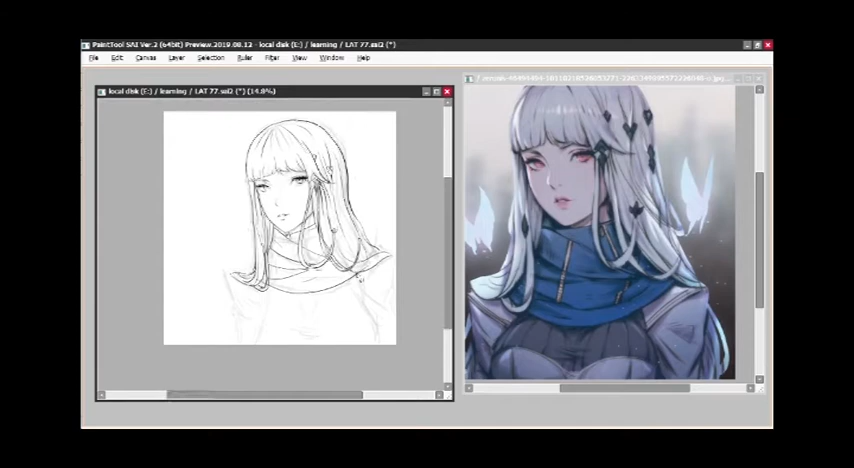 PaintTool SAI Ver.2 (64bit) Preview.2019.08.12 - local disk (E:) / learning / LAT 77.sai2 (*)
File Edit Canvas Layer Selection Ruler Filter View Window Help
local disk (E:) / learning / LAT 77.sai2 (*) (14.8%)